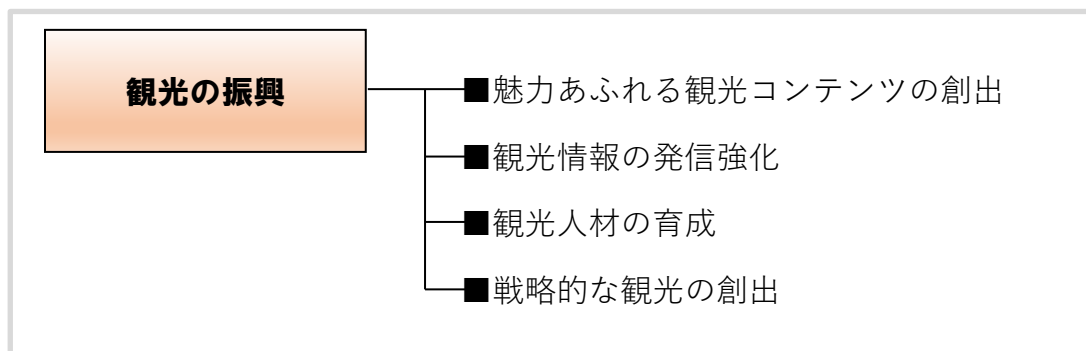 観光の振興
■魅力あふれる観光コンテンツの創出
■観光情報の発信強化
■観光人材の育成
■戦略的な観光の創出